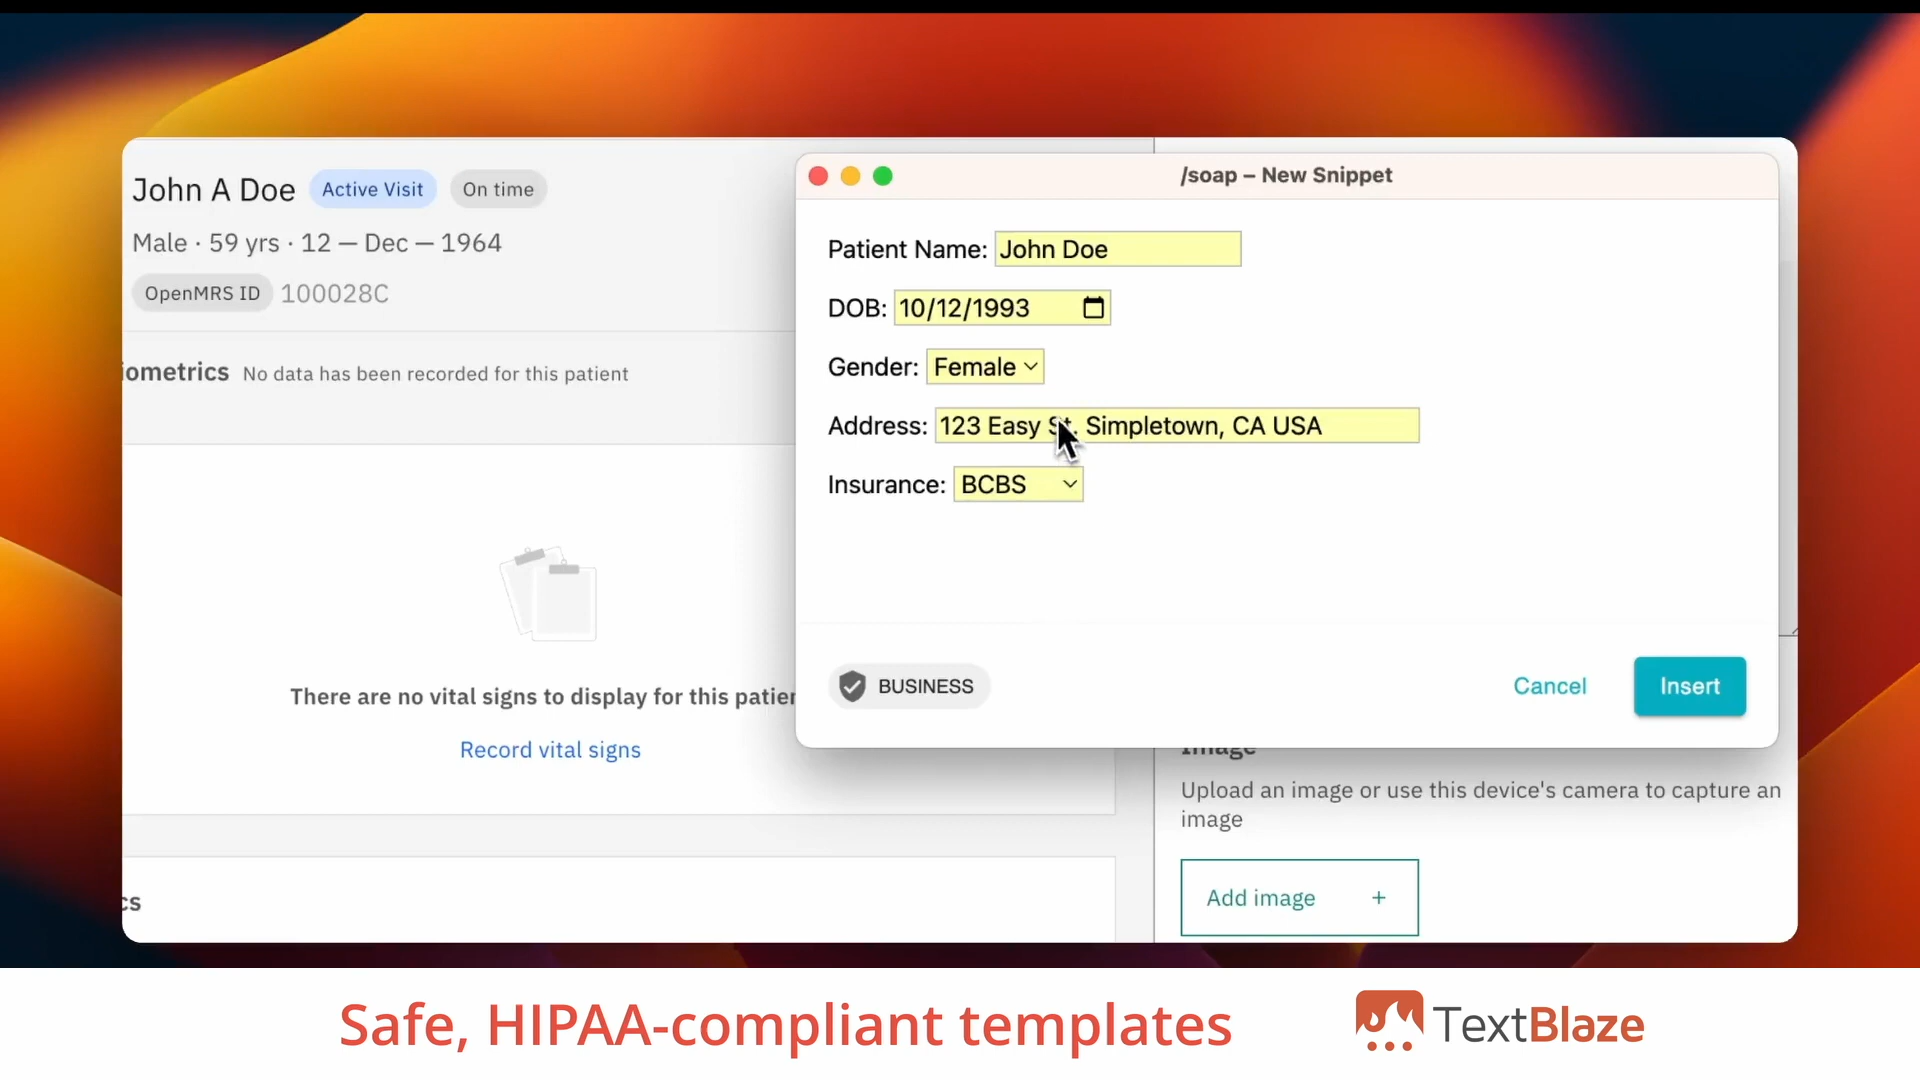 John A Doe Active Visit On time
Male · 59 yrs · 12 — Dec — 1964
OpenMRS ID 100028C
iometrics No data has been recorded for this patient
There are no vital signs to display for this patien
Record vital signs
cs
/soap – New Snippet
Patient Name: John Doe
DOB: 10/12/1993
Gender: Female
Address: 123 Easy St, Simpletown, CA USA
Insurance: BCBS
BUSINESS
Cancel
Insert
Image
Upload an image or use this device's camera to capture an
image
Add image +
Safe, HIPAA-compliant templates
TextBlaze